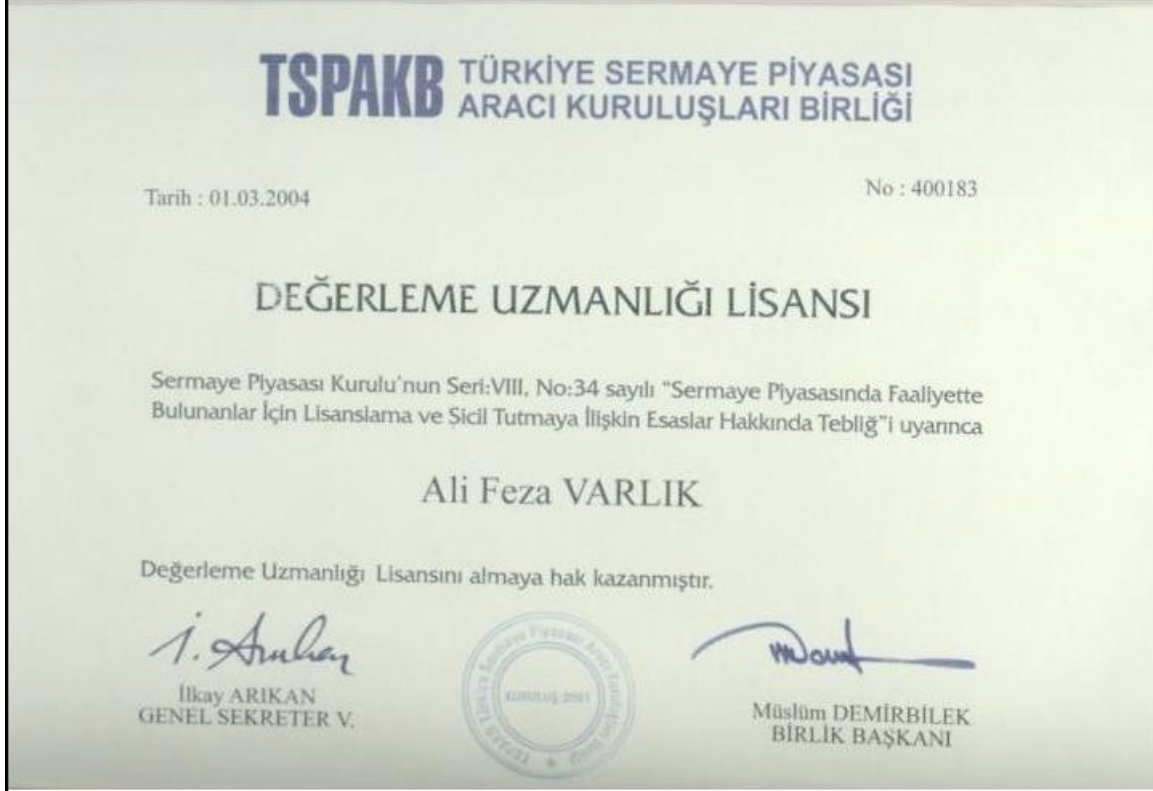 TSPAKB TÜRKİYE SERMAYE PİYASASI
ARACI KURULUŞLARI BİRLİĞİ
Tarih : 01.03.2004
No : 400183
DEĞERLEME UZMANLIĞI LİSANSI
Sermaye Piyasası Kurulu'nun Seri:VIII, No:34 sayılı "Sermaye Piyasasında Faaliyette
Bulunanlar İçin Lisanslama ve Sicil Tutmaya İlişkin Esaslar Hakkında Tebliğ"i uyarınca
Ali Feza VARLIK
Değerleme Uzmanlığı Lisansını almaya hak kazanmıştır.
İlkay ARIKAN
GENEL SEKRETER V.
KURULUŞ 2001
Müslüm DEMİRBİLEK
BİRLİK BAŞKANI